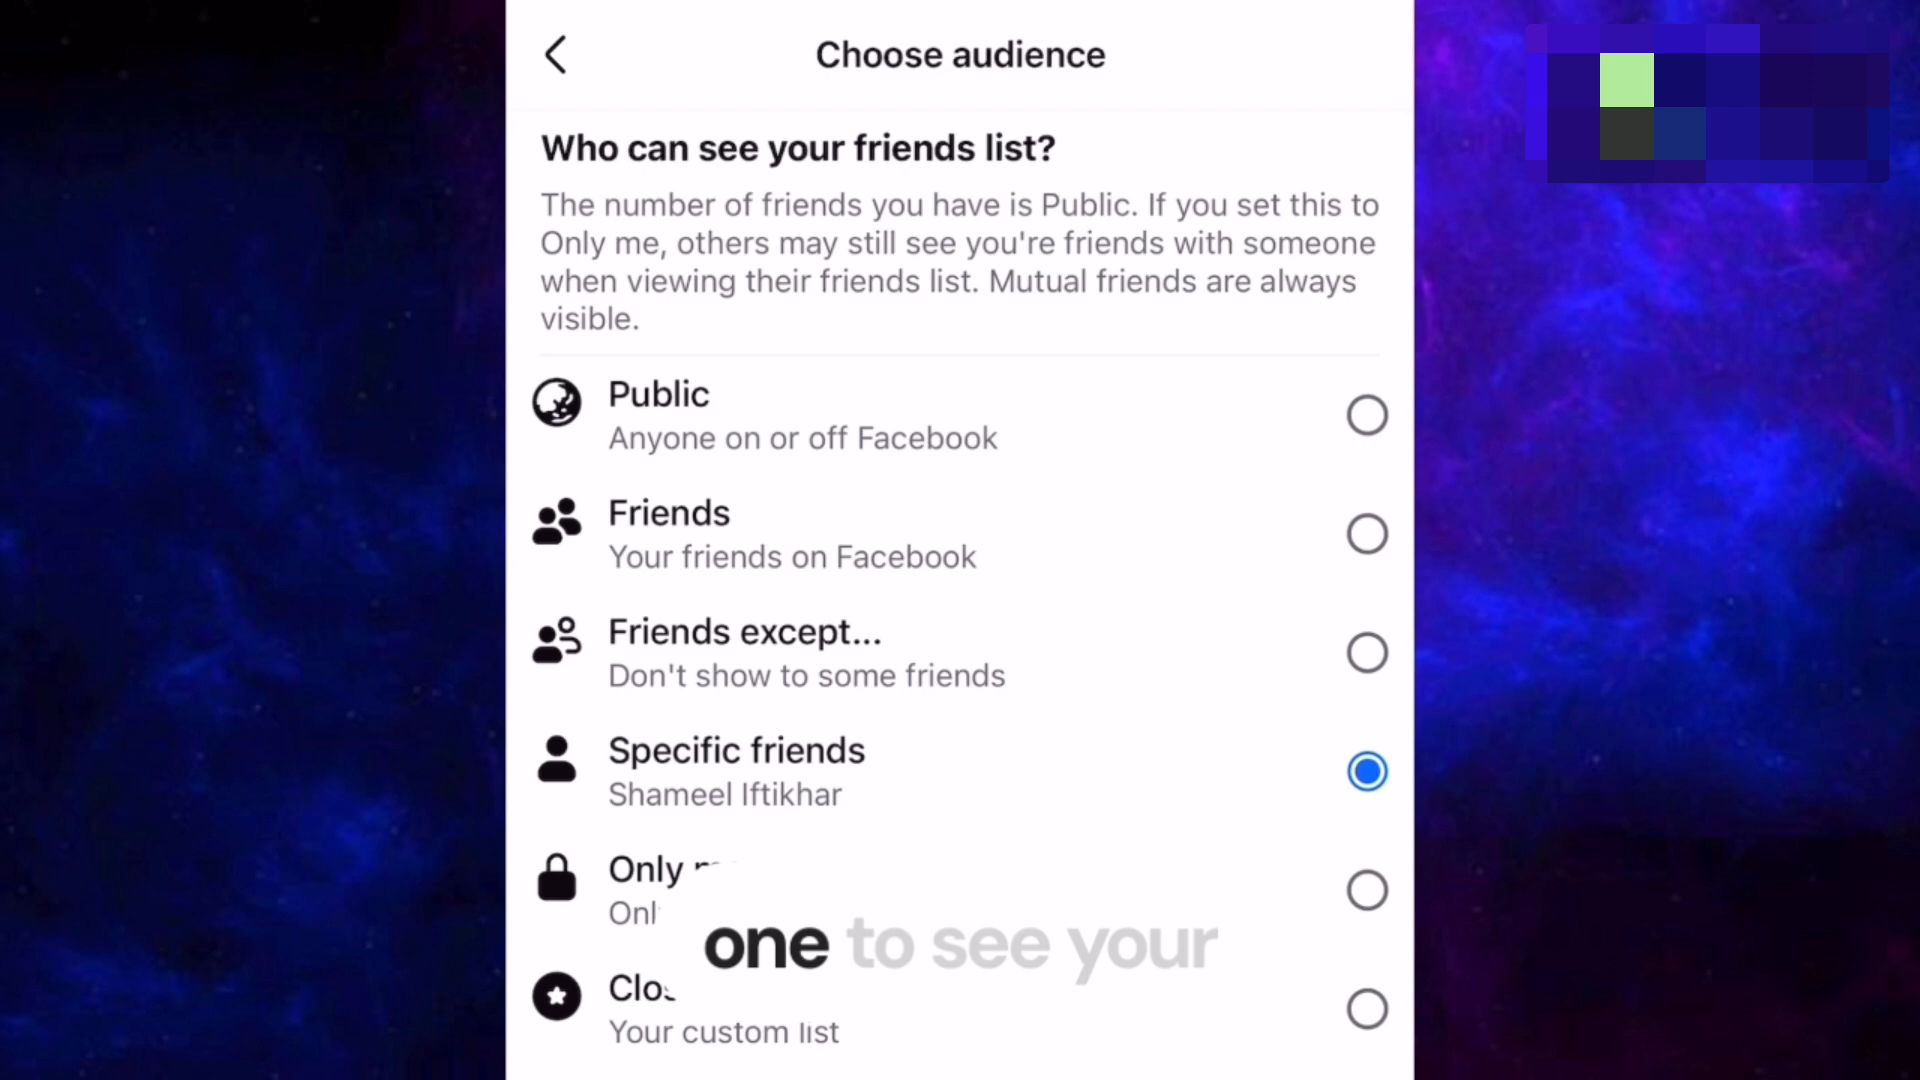 Choose audience
Who can see your friends list?
The number of friends you have is Public. If you set this to
Only me, others may still see you're friends with someone
when viewing their friends list. Mutual friends are always
visible.
Public
Anyone on or off Facebook
Friends
Your friends on Facebook
Friends except...
Don't show to some friends
Specific friends
Shameel Iftikhar
Only
one to see your
Your custom list